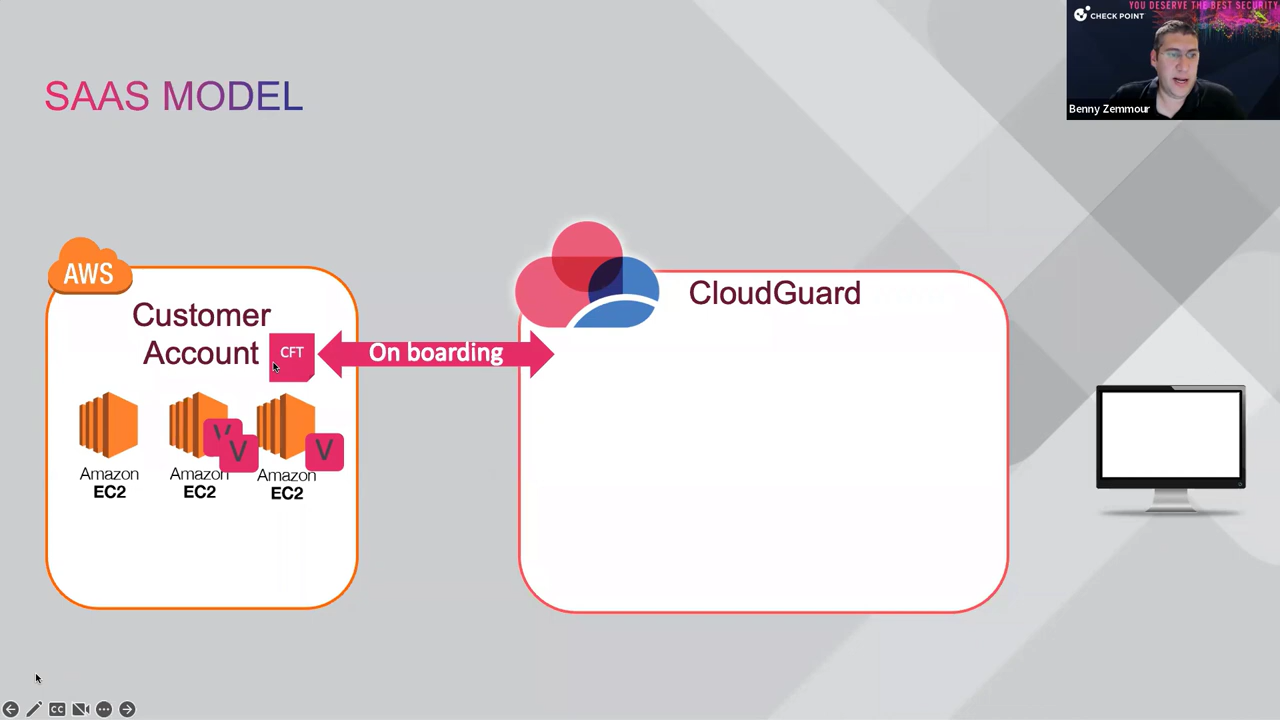 YOU DESERVE THE BEST SECURITY
CHECK POINT
Benny Zemmour
SAAS MODEL
AWS
Customer
Account
CFT
On boarding
CloudGuard
V
V
V
Amazon
EC2
Amazon
EC2
Amazon
EC2
CC